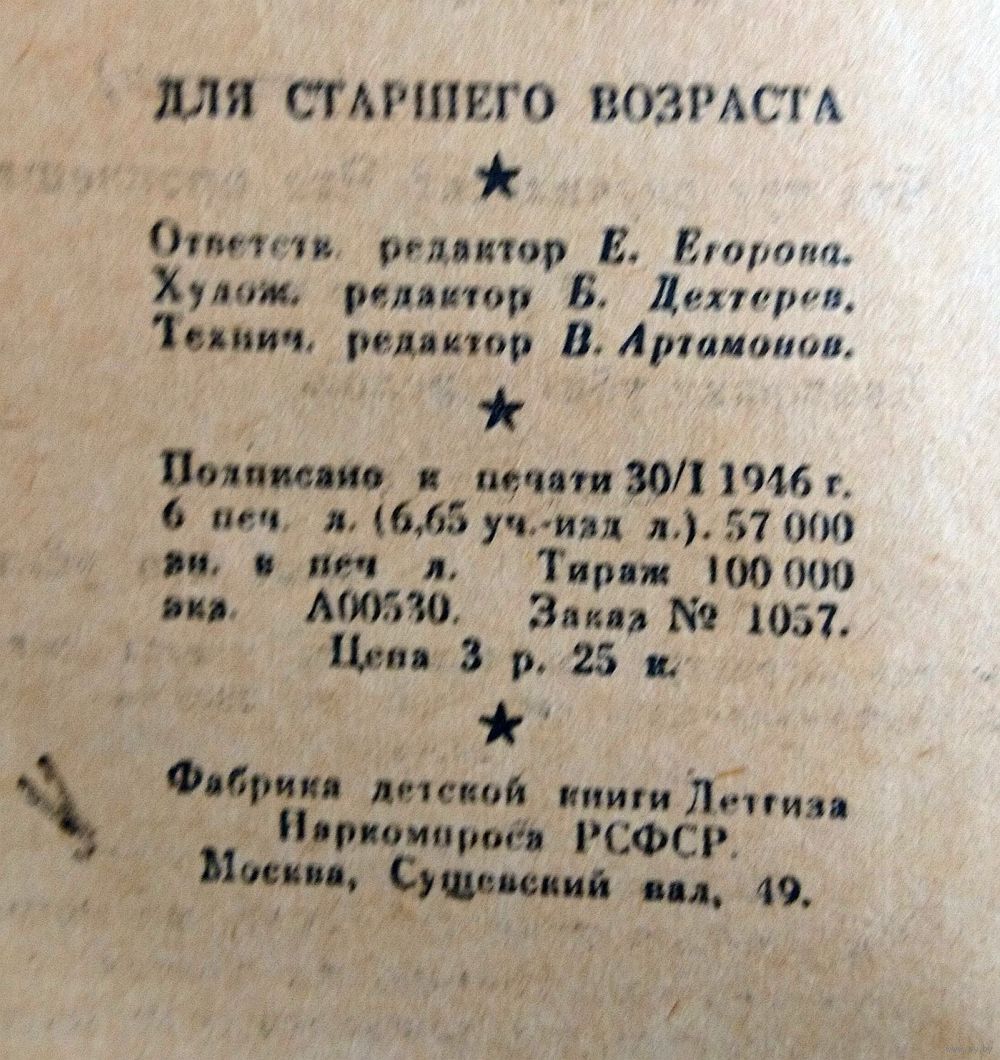 ДЛЯ СТАРШЕГО ВОЗРАСТА
★
Ответств. редактор Е. Егорова.
Худож. редактор Б. Дехтерев.
Технич. редактор В. Артамонов.
★
Подписано к печати 30/I 1946 г.
6 печ. л. (6,65 уч.-изд л.). 57 000
зн. в печ л. Тираж 100 000
экз. А00530. Заказ № 1057.
Цена 3 р. 25 к.
★
Фабрика детской книги Детгиза
Наркомпроса РСФСР.
Москва, Сущевский вал, 49.